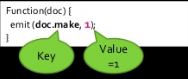 Function(doc) {
emit(doc.make, 1);
}
Key
Value
=1